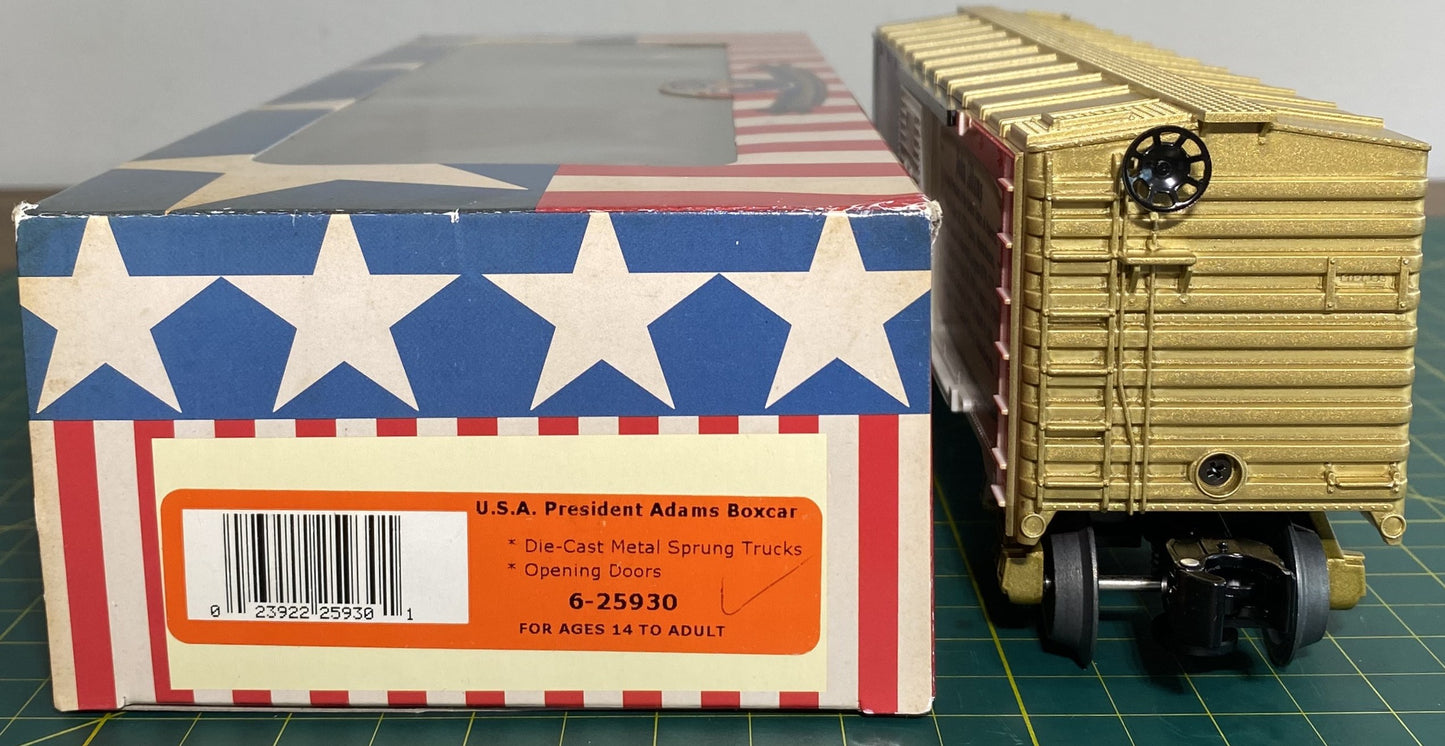 U.S.A. President Adams Boxcar
* Die-Cast Metal Sprung Trucks
* Opening Doors
6-25930
FOR AGES 14 TO ADULT
0 23922 25930 1